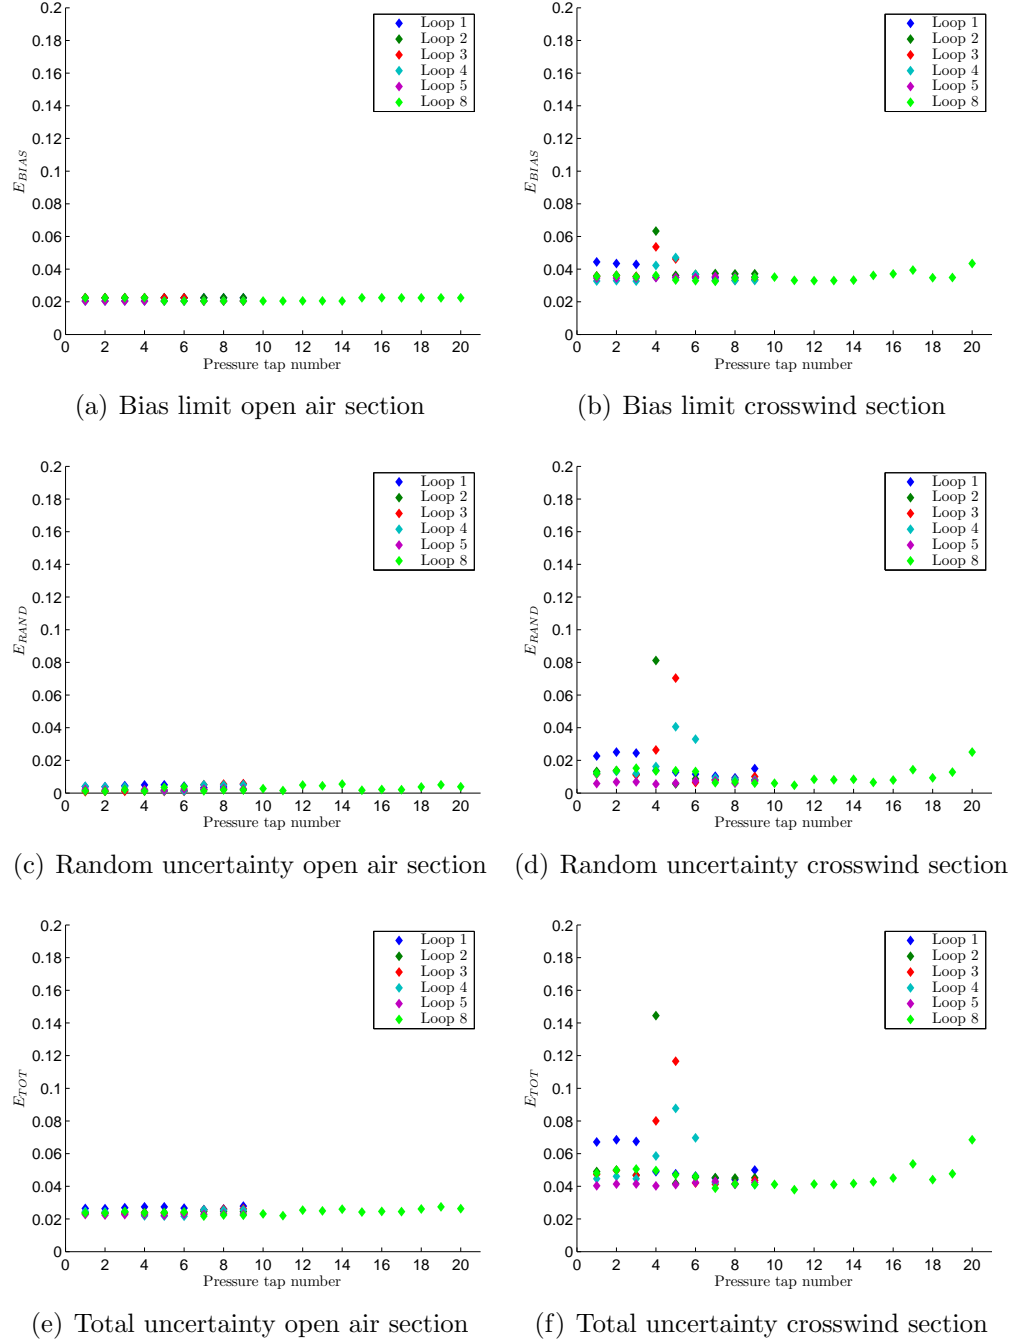 0.2
0.18
0.16
0.14
0.12
0.1
0.08
0.06
0.04
0.02
0
E_BIAS
Loop 1
Loop 2
Loop 3
Loop 4
Loop 5
Loop 8
0 2 4 6 8 10 12 14 16 18 20
Pressure tap number
(a) Bias limit open air section
0.2
0.18
0.16
0.14
0.12
0.1
0.08
0.06
0.04
0.02
0
E_BIAS
Loop 1
Loop 2
Loop 3
Loop 4
Loop 5
Loop 8
0 2 4 6 8 10 12 14 16 18 20
Pressure tap number
(b) Bias limit crosswind section
0.2
0.18
0.16
0.14
0.12
0.1
0.08
0.06
0.04
0.02
0
E_RAND
Loop 1
Loop 2
Loop 3
Loop 4
Loop 5
Loop 8
0 2 4 6 8 10 12 14 16 18 20
Pressure tap number
(c) Random uncertainty open air section
0.2
0.18
0.16
0.14
0.12
0.1
0.08
0.06
0.04
0.02
0
E_RAND
Loop 1
Loop 2
Loop 3
Loop 4
Loop 5
Loop 8
0 2 4 6 8 10 12 14 16 18 20
Pressure tap number
(d) Random uncertainty crosswind section
0.2
0.18
0.16
0.14
0.12
0.1
0.08
0.06
0.04
0.02
0
E_TOT
Loop 1
Loop 2
Loop 3
Loop 4
Loop 5
Loop 8
0 2 4 6 8 10 12 14 16 18 20
Pressure tap number
(e) Total uncertainty open air section
0.2
0.18
0.16
0.14
0.12
0.1
0.08
0.06
0.04
0.02
0
E_TOT
Loop 1
Loop 2
Loop 3
Loop 4
Loop 5
Loop 8
0 2 4 6 8 10 12 14 16 18 20
Pressure tap number
(f) Total uncertainty crosswind section